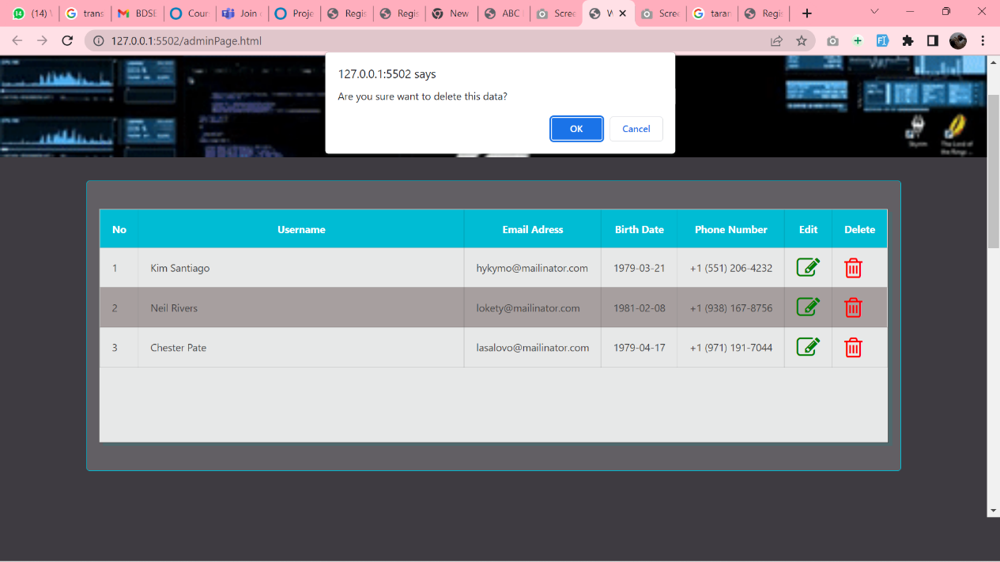 14 (14) trans BDSE Cour Join Proje Regis Regis New ABC Scree W Scree taran Regis
127.0.0.1:5502/adminPage.html
127.0.0.1:5502 says
Are you sure want to delete this data?
OK Cancel
Skyrim The Lord of the Rings ...
No Username Email Adress Birth Date Phone Number Edit Delete
1 Kim Santiago hykymo@mailinator.com 1979-03-21 +1 (551) 206-4232
2 Neil Rivers lokety@mailinator.com 1981-02-08 +1 (938) 167-8756
3 Chester Pate lasalovo@mailinator.com 1979-04-17 +1 (971) 191-7044